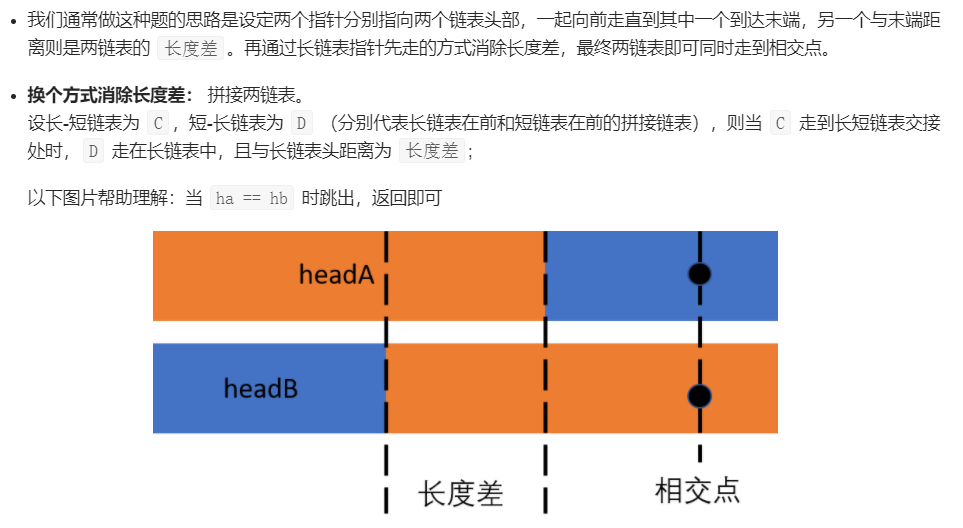 我们通常做这种题的思路是设定两个指针分别指向两个链表头部，一起向前走直到其中一个到达末端，另一个与末端距
离则是两链表的 长度差 。再通过长链表指针先走的方式消除长度差，最终两链表即可同时走到相交点。
换个方式消除长度差： 拼接两链表。
设长-短链表为 C ，短-长链表为 D （分别代表长链表在前和短链表在前的拼接链表），则当 C 走到长短链表交接
处时， D 走在长链表中，且与长链表头距离为 长度差 ；
以下图片帮助理解：当 ha == hb 时跳出，返回即可
headA
headB
长度差
相交点